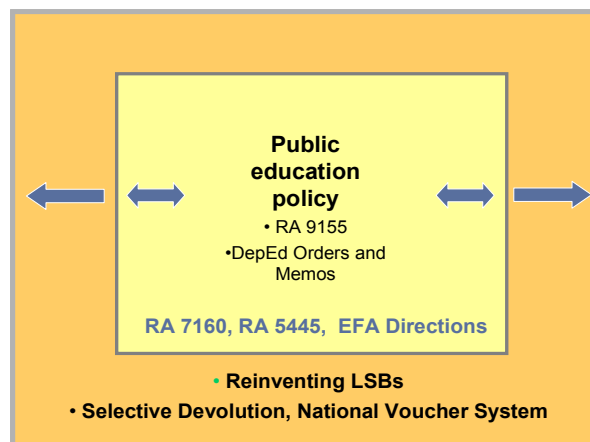 Public
education
policy
• RA 9155
•DepEd Orders and
Memos
RA 7160, RA 5445, EFA Directions
• Reinventing LSBs
• Selective Devolution, National Voucher System